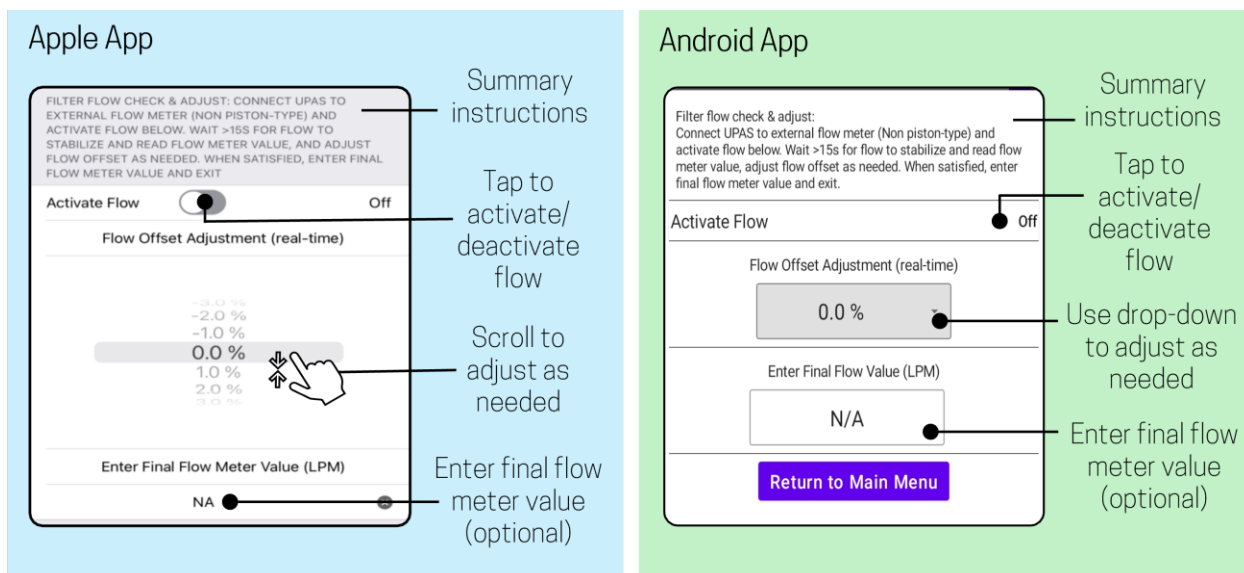 Apple App
FILTER FLOW CHECK & ADJUST: CONNECT UPAS TO
EXTERNAL FLOW METER (NON PISTON-TYPE) AND
ACTIVATE FLOW BELOW. WAIT >15S FOR FLOW TO
STABILIZE AND READ FLOW METER VALUE, AND ADJUST
FLOW OFFSET AS NEEDED. WHEN SATISFIED, ENTER FINAL
FLOW METER VALUE AND EXIT
Summary
instructions
Activate Flow
Off
Tap to
activate/
deactivate
flow
Flow Offset Adjustment (real-time)
-3.0 %
-2.0 %
-1.0 %
0.0 %
1.0 %
2.0 %
3.0 %
Scroll to
adjust as
needed
Enter Final Flow Meter Value (LPM)
NA
Enter final flow
meter value
(optional)
Android App
Filter flow check & adjust:
Connect UPAS to external flow meter (Non piston-type) and
activate flow below. Wait >15s for flow to stabilize and read flow
meter value, adjust flow offset as needed. When satisfied, enter
final flow meter value and exit.
Summary
instructions
Activate Flow
Off
Tap to
activate/
deactivate
flow
Flow Offset Adjustment (real-time)
0.0 %
Use drop-down
to adjust as
needed
Enter Final Flow Value (LPM)
N/A
Enter final flow
meter value
(optional)
Return to Main Menu